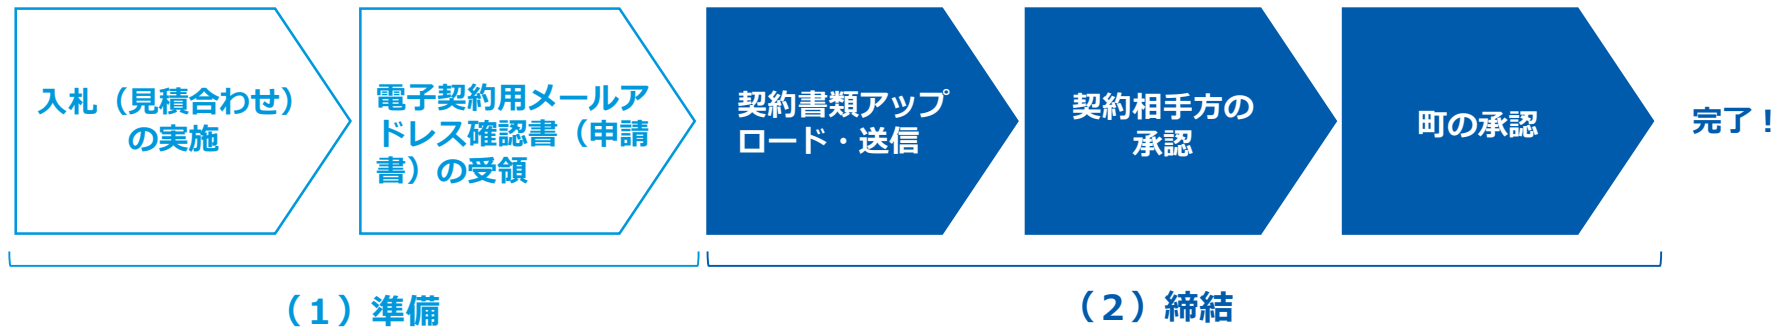 入札（見積合わせ）
の実施
電子契約用メールア
ドレス確認書（申請
書）の受領
契約書類アップ
ロード・送信
契約相手方の
承認
町の承認
完了！
（１）準備
（２）締結